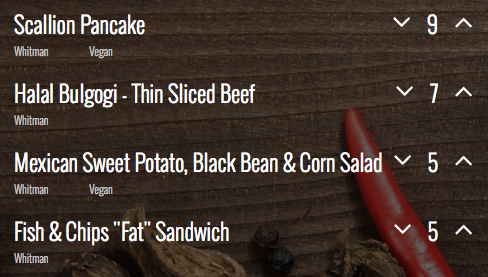 Scallion Pancake 9
Whitman Vegan
Halal Bulgogi - Thin Sliced Beef 7
Whitman
Mexican Sweet Potato, Black Bean & Corn Salad 5
Whitman Vegan
Fish & Chips "Fat" Sandwich 5
Whitman